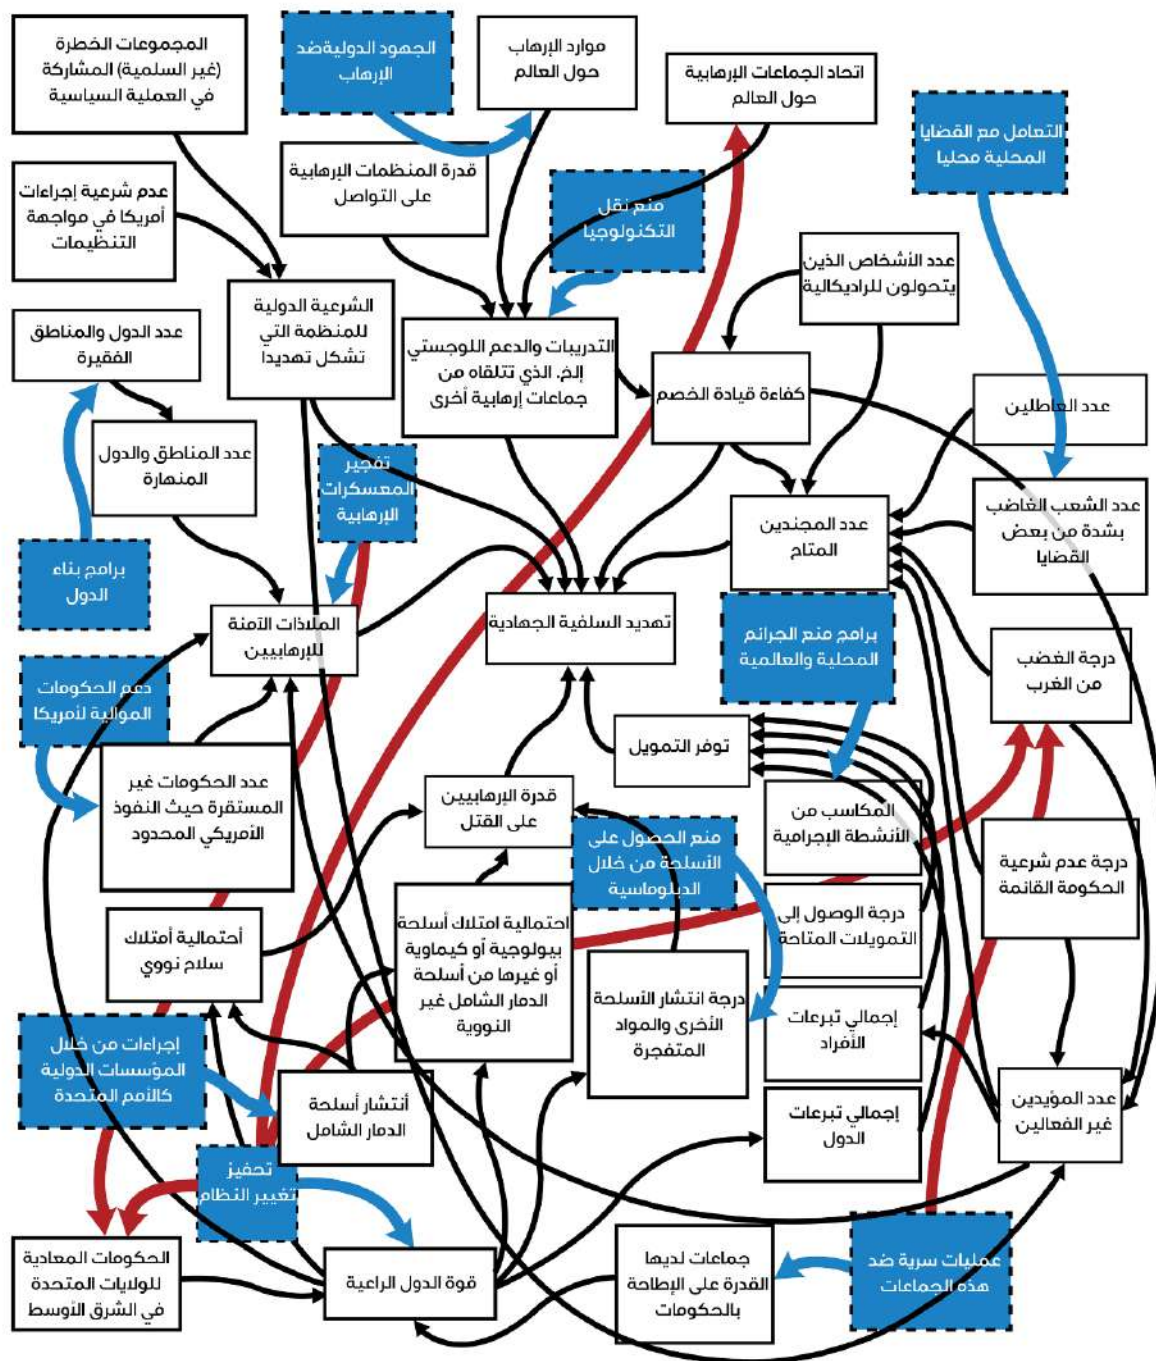 المجموعات الخطرة
(غير السلمية) المشاركة
في العملية السياسية
الجهود الدوليةضد
الإرهاب
موارد الإرهاب
حول العالم
اتحاد الجماعات الإرهابية
حول العالم
التعامل مع القضايا
المحلية محليا
عدم شرعية إجراءات
أمريكا في مواجهة
التنظيمات
قدرة المنظمات الإرهابية
على التواصل
منع نقل
التكنولوجيا
عدد الأشخاص الذين
يتحولون للراديكالية
الشرعية الدولية
للمنظمة التي
تشكل تهديدا
عدد الدول والمناطق
الفقيرة
التدريبات والدعم اللوجستي
إلخ. الذي تتلقاه من
جماعات إرهابية أخرى
كفاءة قيادة الخصم
عدد العاطلين
عدد المناطق والدول
المنهارة
تفجير
المعسكرات
الإرهابية
عدد المجندين
المتاح
عدد الشعب الغاضب
بشدة من بعض
القضايا
برامج بناء
الدول
الملاذات الآمنة
للإرهابيين
تهديد السلفية الجهادية
برامج منع الجرائم
المحلية والعالمية
درجة الغضب
من الغرب
دعم الحكومات
الموالية لأمريكا
توفر التمويل
عدد الحكومات غير
المستقرة حيث النفوذ
الأمريكي المحدود
قدرة الإرهابيين
على القتل
المكاسب من
الأنشطة الإجرامية
منع الحصول على
الأسلحة من خلال
الدبلوماسية
درجة عدم شرعية
الحكومة القائمة
أحتمالية أمتلاك
سلاح نووي
احتمالية امتلاك أسلحة
بيولوجية أو كيماوية
أو غيرها من أسلحة
الدمار الشامل غير
النووية
درجة الوصول إلى
التمويلات المتاحة
درجة انتشار الأسلحة
الأخرى والمواد
المتفجرة
إجمالي تبرعات
الأفراد
إجراءات من خلال
المؤسسات الدولية
كالأمم المتحدة
أنتشار أسلحة
الدمار الشامل
إجمالي تبرعات
الدول
عدد المؤيدين
غير الفعالين
تحفيز
تغيير النظام
الحكومات المعادية
للولايات المتحدة
في الشرق الأوسط
قوة الدول الراعية
جماعات لديها
القدرة على الإطاحة
بالحكومات
عمليات سرية ضد
هذه الجماعات